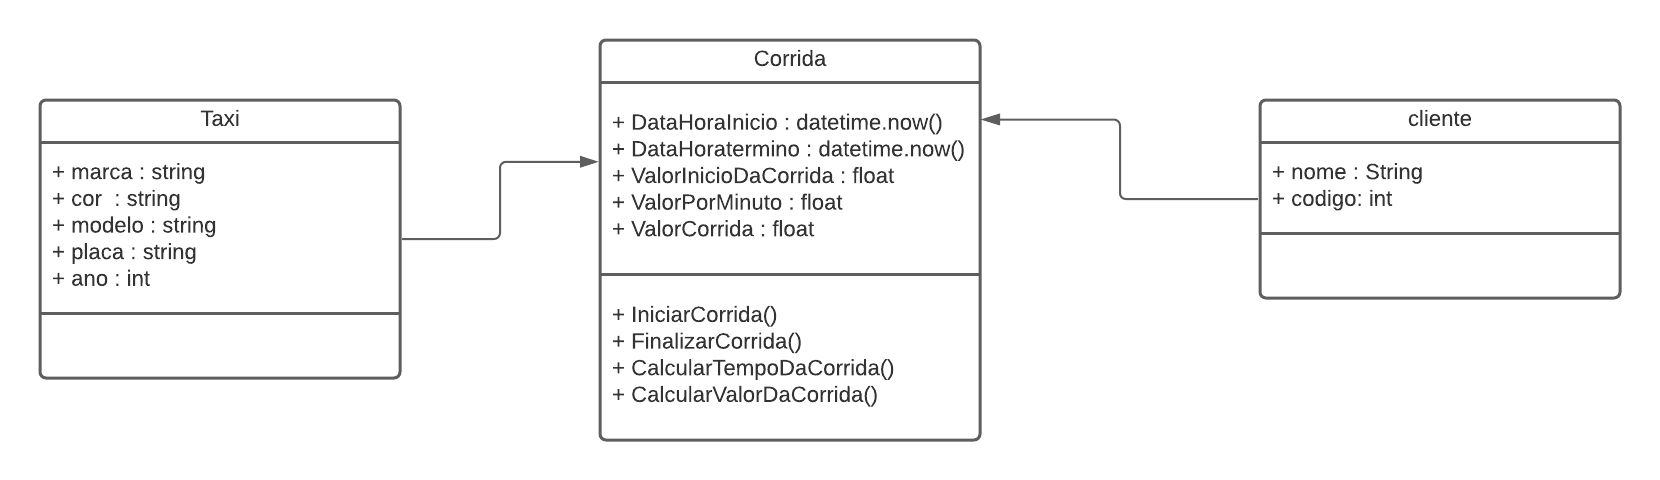 Taxi
+ marca : string
+ cor  : string
+ modelo : string
+ placa : string
+ ano : int
Corrida
+ DataHoraInicio : datetime.now()
+ DataHoratermino : datetime.now()
+ ValorInicioDaCorrida : float
+ ValorPorMinuto : float
+ ValorCorrida : float
+ IniciarCorrida()
+ FinalizarCorrida()
+ CalcularTempoDaCorrida()
+ CalcularValorDaCorrida()
cliente
+ nome : String
+ codigo: int